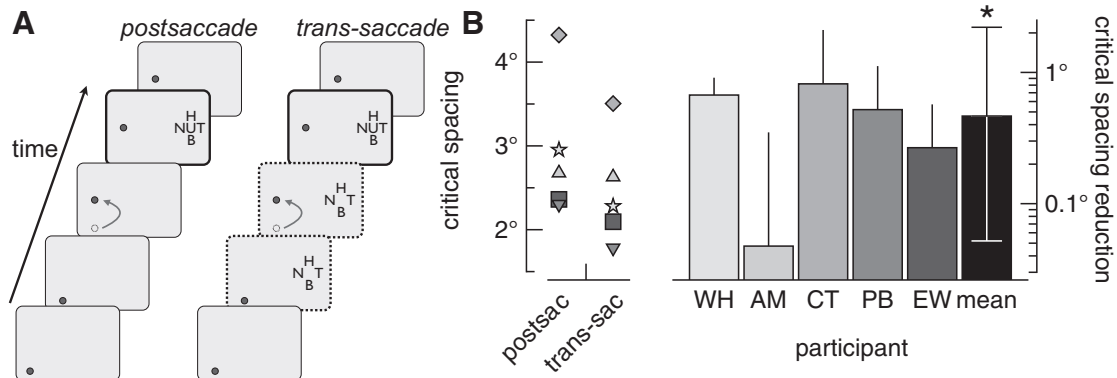 A
postsaccade
trans-saccade
time
H
NUT
B
H
NUT
B
H
N T
B
H
N T
B
B
critical spacing
4°
3°
2°
postsac
trans-sac
*
1°
0.1°
critical spacing reduction
WH AM CT PB EW mean
participant